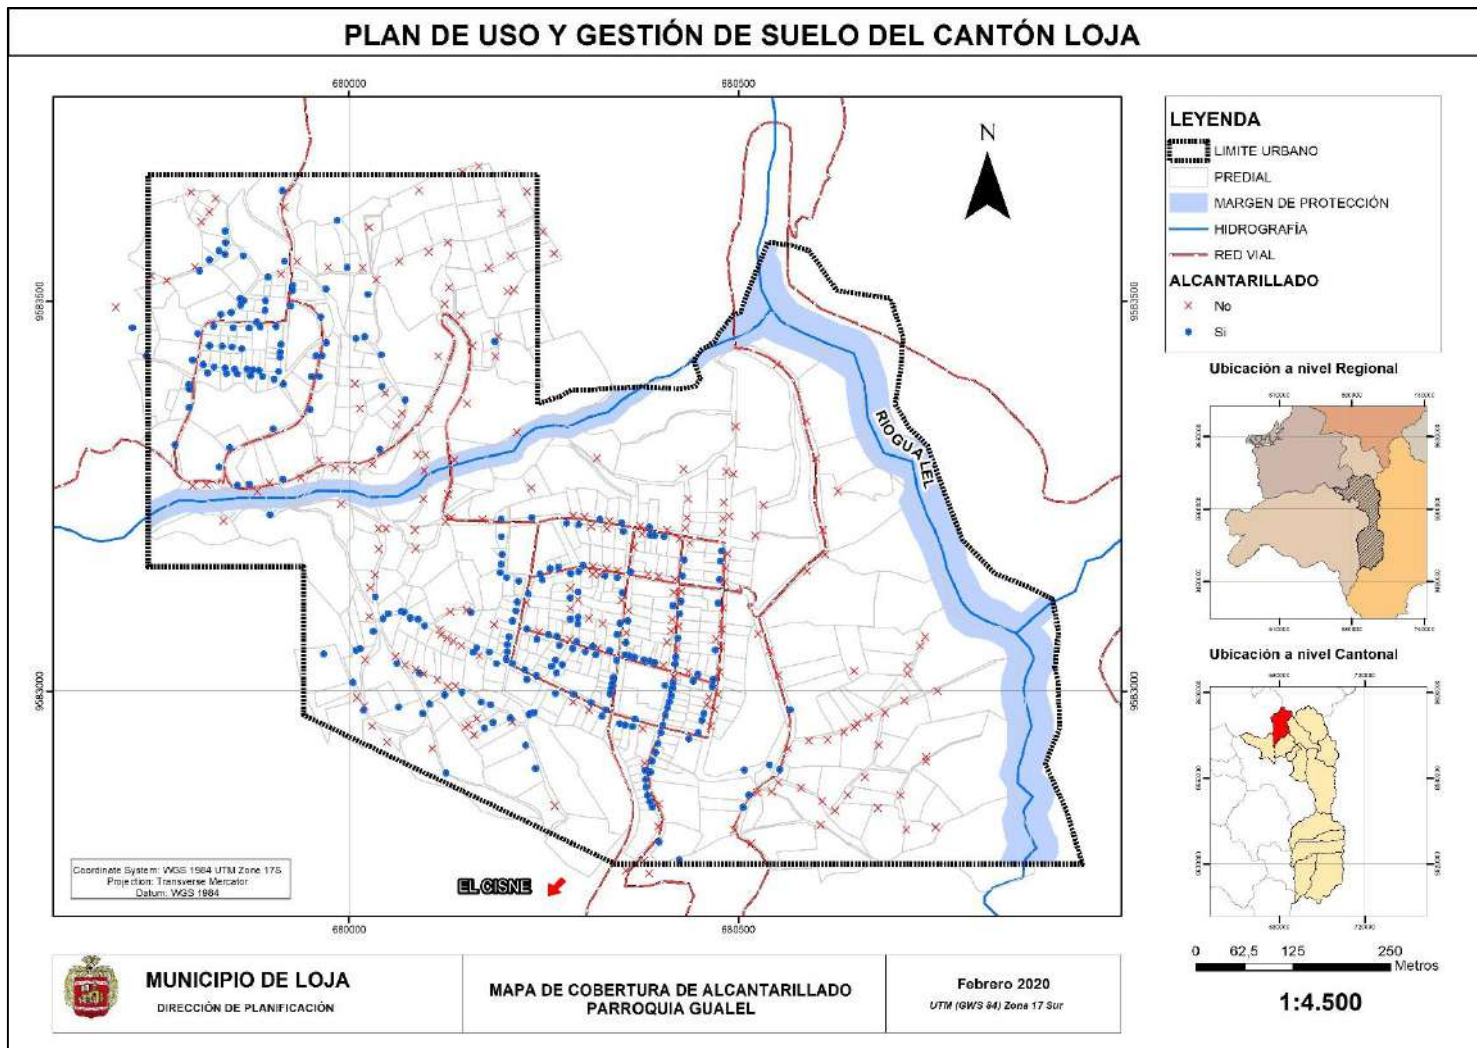 PLAN DE USO Y GESTIÓN DE SUELO DEL CANTÓN LOJA
680000
680500
9583500
9583500
9583000
9583000
680000
680500
N
RIO GUALEL
EL CISNE
Coordinate System: WGS 1984 UTM Zone 17S
Projection: Transverse Mercator
Datum: WGS 1984
LEYENDA
LIMITE URBANO
PREDIAL
MARGEN DE PROTECCIÓN
HIDROGRAFÍA
RED VIAL
ALCANTARILLADO
No
Si
Ubicación a nivel Regional
Ubicación a nivel Cantonal
0 62,5 125 250
Metros
1:4.500
MUNICIPIO DE LOJA
DIRECCIÓN DE PLANIFICACIÓN
MAPA DE COBERTURA DE ALCANTARILLADO
PARROQUIA GUALEL
Febrero 2020
UTM (GWS 84) Zona 17 Sur